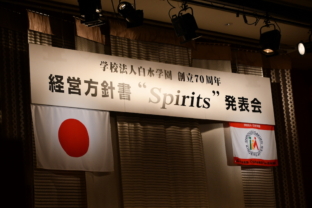 学校法人白水学園 創立70周年
経営方針書 “Spirits” 発表会